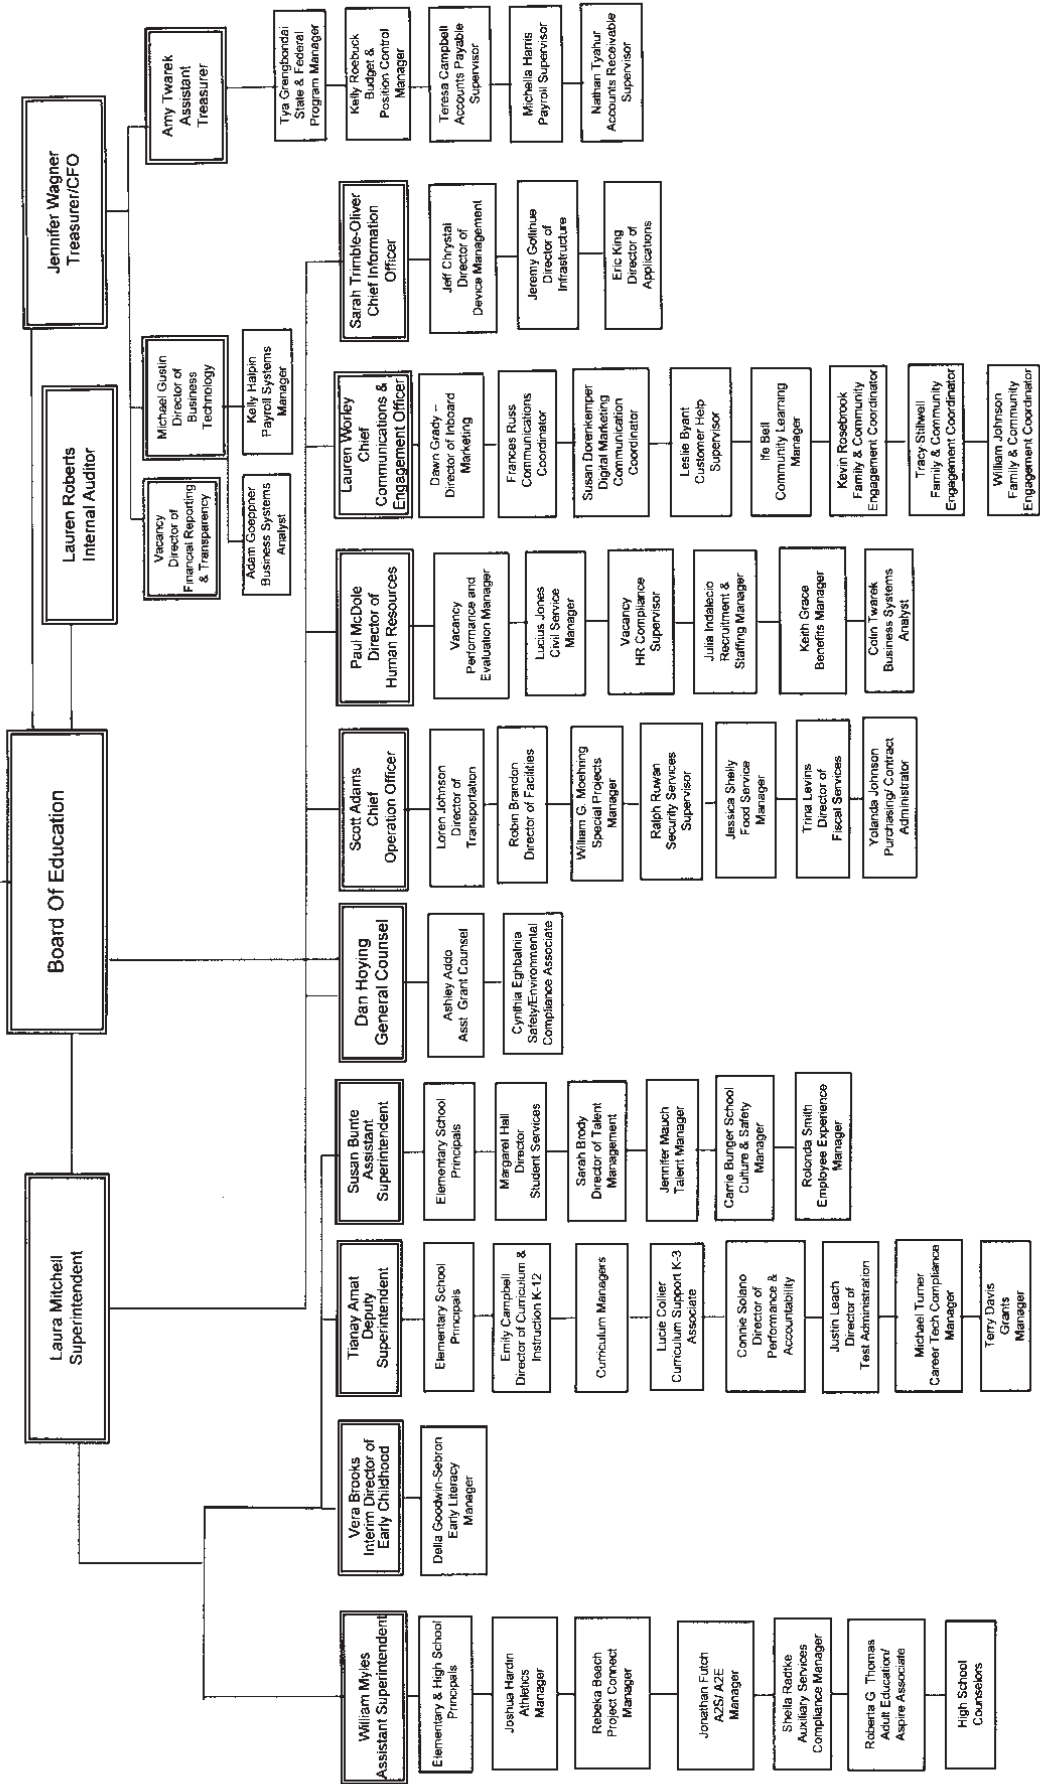 Board Of Education
Laura Mitchell
Superintendent
Lauren Roberts
Internal Auditor
Jennifer Wagner
Treasurer/CFO
Vacancy
Director of
Financial Reporting
& Transparency
Michael Gustin
Director of
Business
Technology
Amy Twarek
Assistant
Treasurer
Adam Goeppner
Business Systems
Analyst
Kelly Halpin
Payroll Systems
Manager
Tya Grengbondai
State & Federal
Program Manager
Kelly Roebuck
Budget &
Position Control
Manager
Teresa Campbell
Accounts Payable
Supervisor
Michella Harris
Payroll Supervisor
Nathan Tyahur
Accounts Receivable
Supervisor
William Myles
Assistant Superintendent
Elementary & High School
Principals
Joshua Hardin
Athletics
Manager
Rebeka Beach
Project Connect
Manager
Jonathan Futch
A2S/ A2E
Manager
Sheila Radtke
Auxiliary Services
Compliance Manager
Roberta G Thomas
Adult Education/
Aspire Associate
High School
Counselors
Vera Brooks
Interim Director of
Early Childhood
Della Goodwin-Sebron
Early Literacy
Manager
Tianay Amat
Deputy
Superintendent
Elementary School
Principals
Emily Campbell
Director of Curriculum &
Instruction K-12
Curriculum Managers
Lucie Collier
Curriculum Support K-3
Associate
Connie Solano
Director of
Performance &
Accountability
Justin Leach
Director of
Test Administration
Michael Turner
Career Tech Compliance
Manager
Terry Davis
Grants
Manager
Susan Bunte
Assistant
Superintendent
Elementary School
Principals
Margaret Hall
Director
Student Services
Sarah Brody
Director of Talent
Management
Jennifer Mauch
Talent Manager
Carrie Bunger School
Culture & Safety
Manager
Rolonda Smith
Employee Experience
Manager
Dan Hoying
General Counsel
Ashley Addo
Asst Grant Counsel
Cynthia Eghbalnia
Safety/Environmental
Compliance Associate
Scott Adams
Chief
Operation Officer
Loren Johnson
Director of
Transportation
Robin Brandon
Director of Facilities
William G. Moehring
Special Projects
Manager
Ralph Ruwan
Security Services
Supervisor
Jessica Shelly
Food Service
Manager
Trina Levins
Director of
Fiscal Services
Yolanda Johnson
Purchasing/ Contract
Administrator
Paul McDole
Director of
Human Resources
Vacancy
Performance and
Evaluation Manager
Lucius Jones
Civil Service
Manager
Vacancy
HR Compliance
Supervisor
Julia Indalecio
Recruitment &
Staffing Manager
Keith Grace
Benefits Manager
Colin Twarek
Business Systems
Analyst
Lauren Worley
Chief
Communications &
Engagement Officer
Dawn Grady –
Director of Inboard
Marketing
Frances Russ
Communications
Coordinator
Susan Dorenkemper
Digital Marketing
Communication
Coordinator
Leslie Byant
Customer Help
Supervisor
Ife Bell
Community Learning
Manager
Kevin Rosebrook
Family & Community
Engagement Coordinator
Tracy Stillwell
Family & Community
Engagement Coordinator
William Johnson
Family & Community
Engagement Coordinator
Sarah Trimble-Oliver
Chief Information
Officer
Jeff Chrystal
Director of
Device Management
Jeremy Gollihue
Director of
Infrastructure
Eric King
Director of
Applications